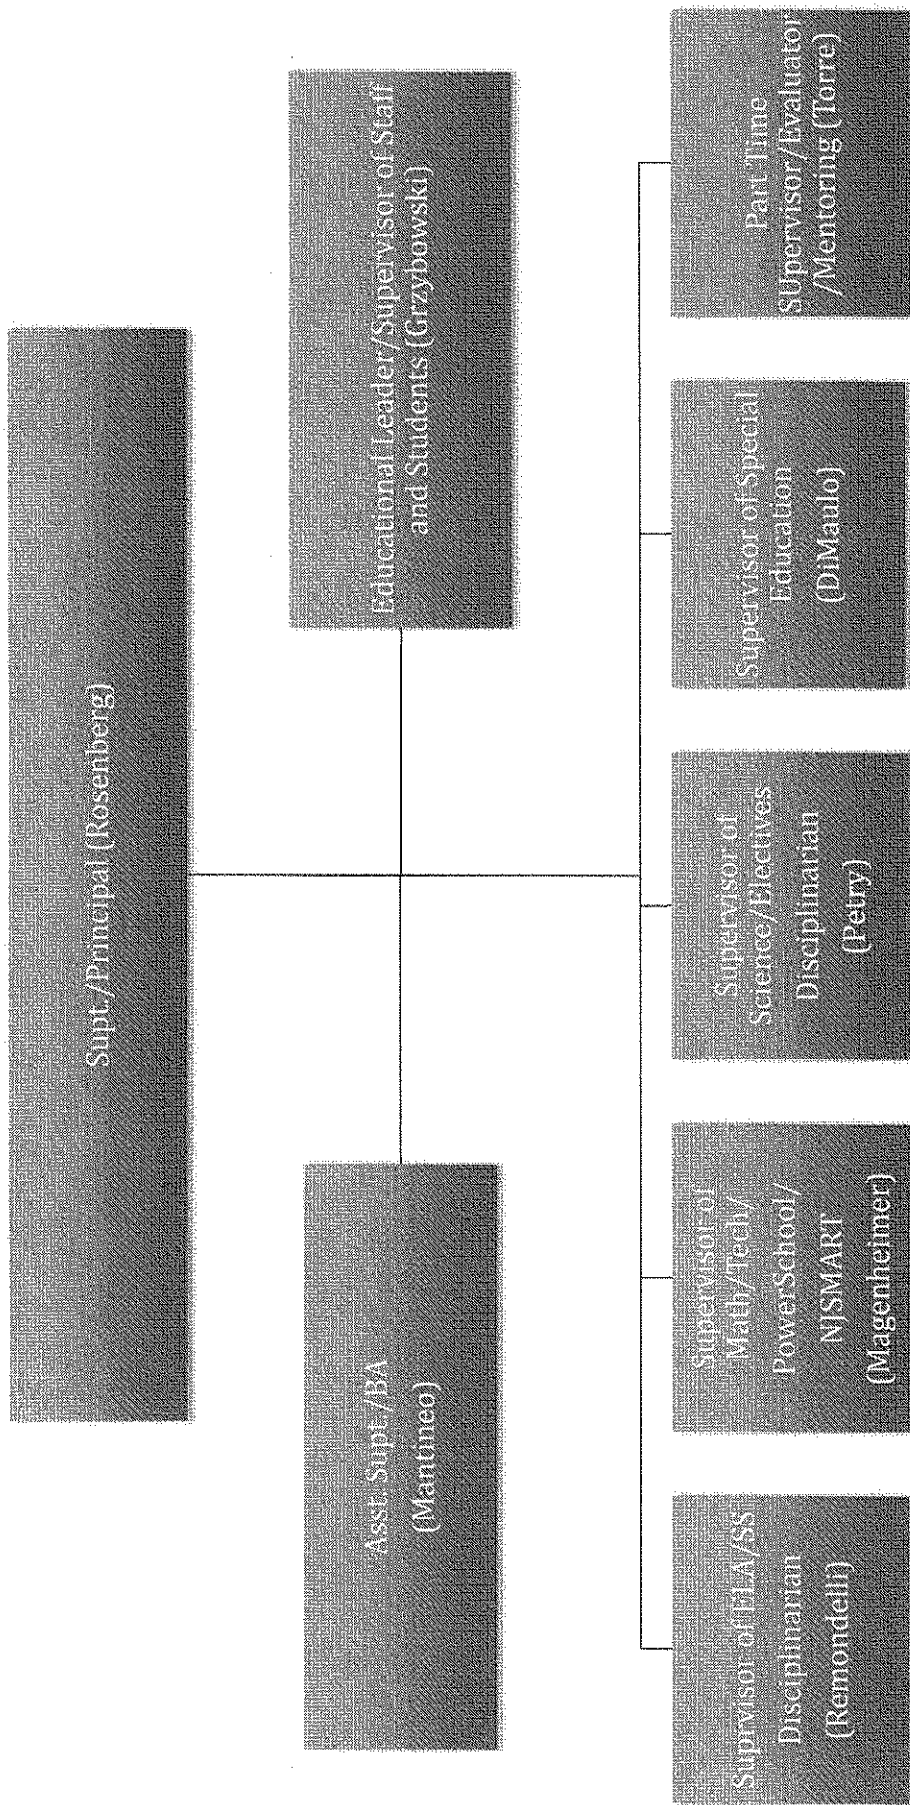 Supt./Principal (Rosenberg)
Asst. Supt./BA
(Mantineo)
Educational Leader/Supervisor of Staff
and Students (Grzybowski)
Suprvisor of ELA/SS
Disciplinarian
(Remondelli)
Supervisor of
Math/Tech/
PowerSchool/
NJSMART
(Magenheimer)
Supervisor of
Science/Electives
Disciplinarian
(Petry)
Supervisor of Special
Education
(DiMaulo)
Part Time
SUpervisor/Evaluator
/Mentoring (Torre)